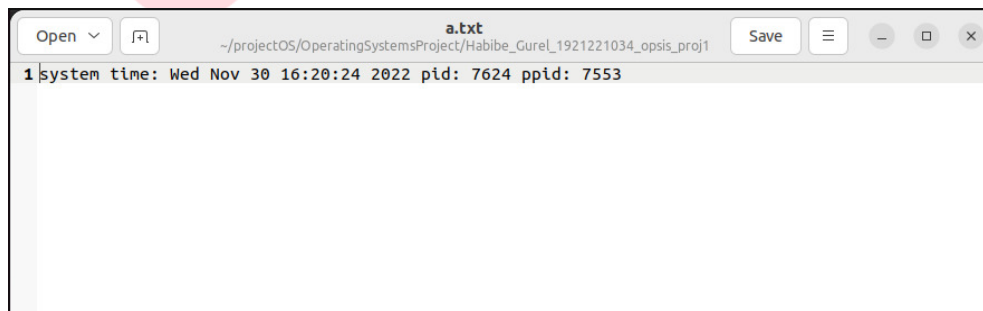 Open
a.txt
~/projectOS/OperatingSystemsProject/Habibe_Gurel_1921221034_opsis_proj1
Save
1 system time: Wed Nov 30 16:20:24 2022 pid: 7624 ppid: 7553